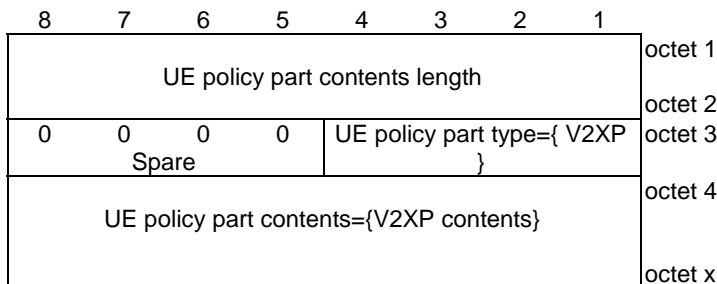 8 7 6 5 4 3 2 1
octet 1
UE policy part contents length
octet 2
0 0 0 0 UE policy part type={ V2XP octet 3
Spare }
octet 4
UE policy part contents={V2XP contents}
octet x